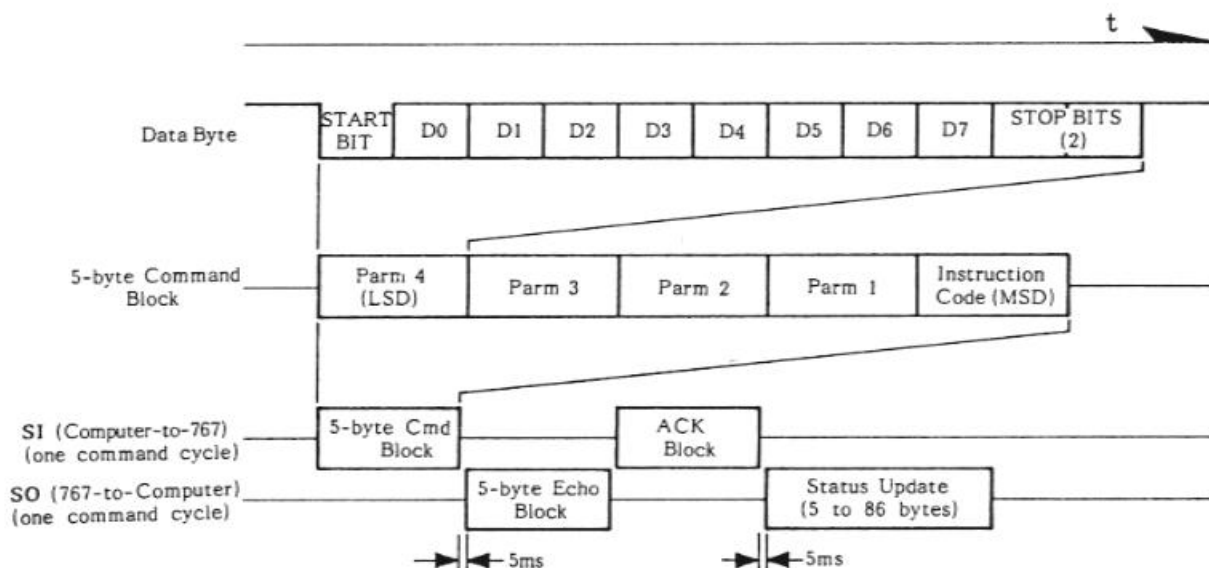 t
Data Byte
START BIT
D0
D1
D2
D3
D4
D5
D6
D7
STOP BITS
(2)
5-byte Command
Block
Parm 4
(LSD)
Parm 3
Parm 2
Parm 1
Instruction
Code (MSD)
SI (Computer-to-767)
(one command cycle)
5-byte Cmd
Block
ACK
Block
SO (767-to-Computer)
(one command cycle)
5-byte Echo
Block
Status Update
(5 to 86 bytes)
5ms
5ms